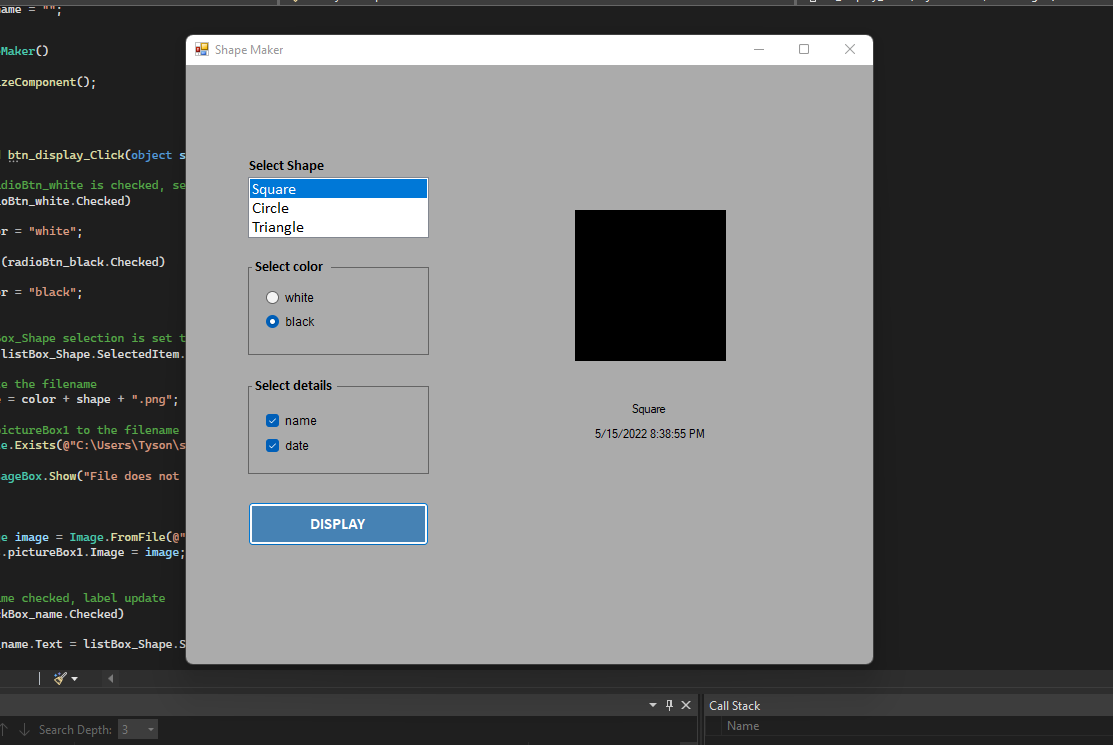 name = "";
Maker()
zeComponent();
btn_display_Click(object s
dioBtn_white is checked, se
oBtn_white.Checked)
r = "white";
(radioBtn_black.Checked)
r = "black";
Box_Shape selection is set t
listBox_Shape.SelectedItem.
te the filename
= color + shape + ".png";
pictureBox1 to the filename
e.Exists(@"C:\Users\Tyson\s
ageBox.Show("File does not
e image = Image.FromFile(@"
.pictureBox1.Image = image;
me checked, label update
kBox_name.Checked)
name.Text = listBox_Shape.S
Shape Maker
Select Shape
Square
Circle
Triangle
Select color
white
black
Select details
name
date
DISPLAY
Square
5/15/2022 8:38:55 PM
Search Depth: 3
Call Stack
Name